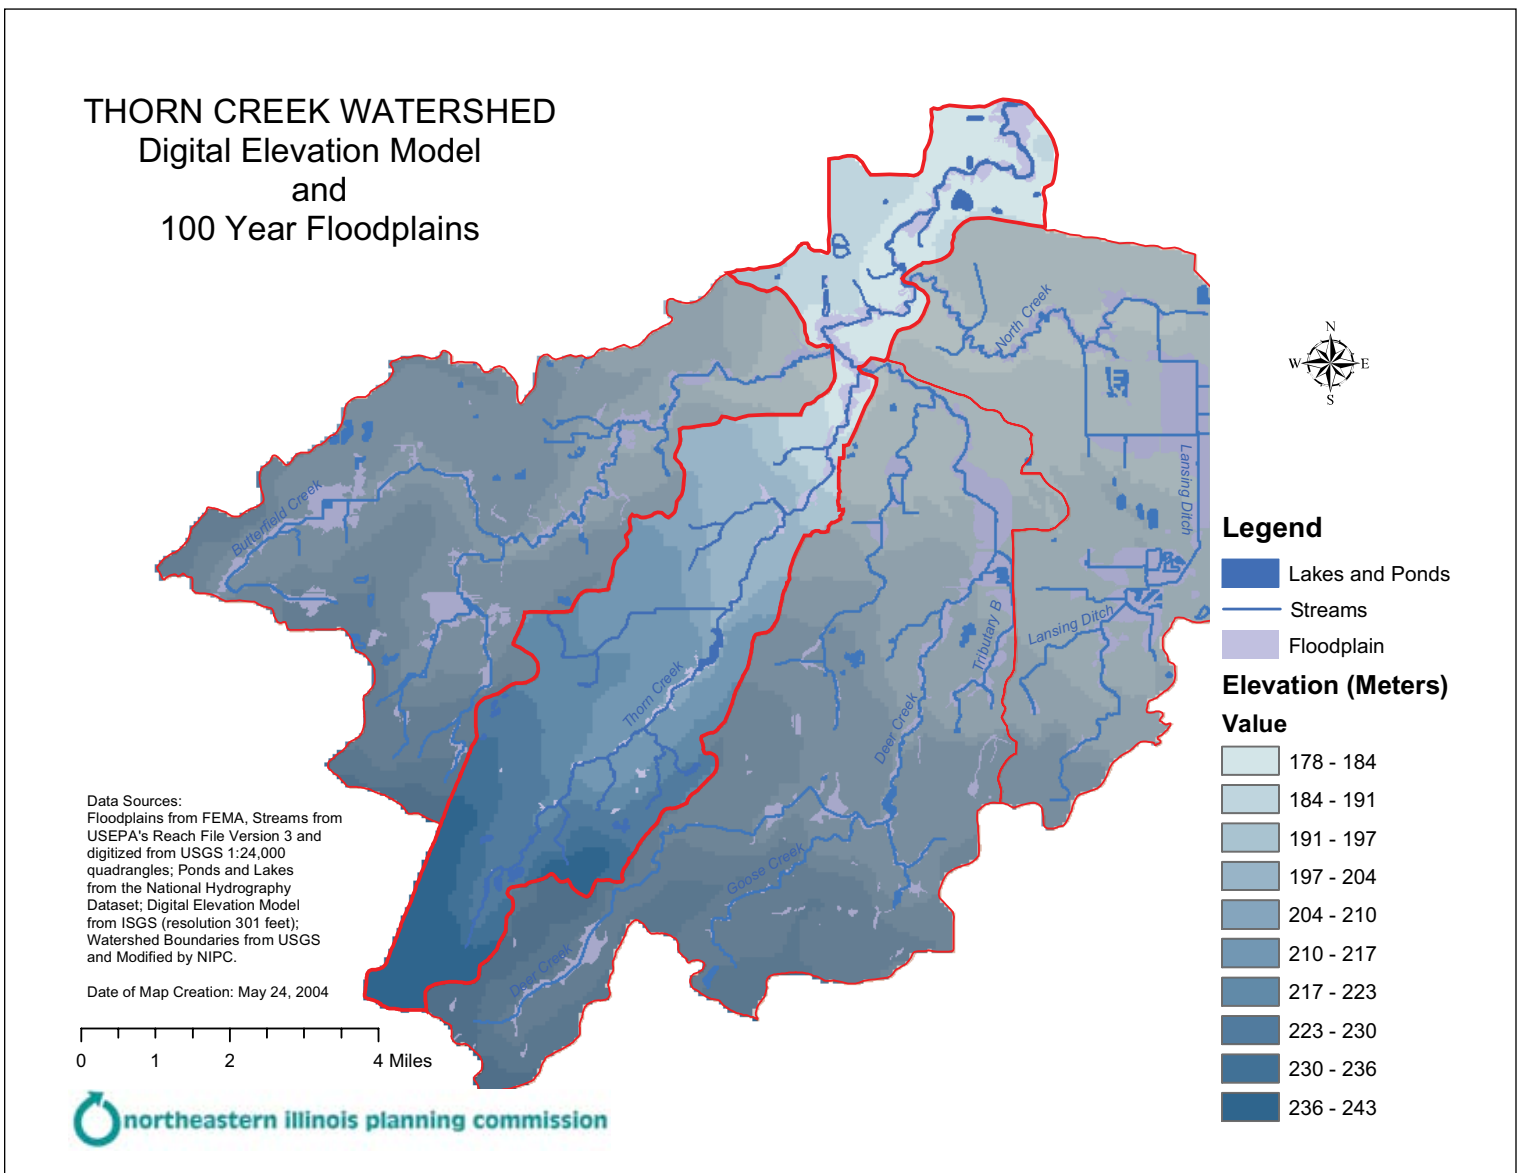 THORN CREEK WATERSHED
Digital Elevation Model
and
100 Year Floodplains
North Creek
N
W
E
S
Butterfield Creek
Lansing Ditch
Lansing Ditch
Tributary B
Thorn Creek
Deer Creek
Goose Creek
Deer Creek
Legend
Lakes and Ponds
Streams
Floodplain
Elevation (Meters)
Value
178 - 184
184 - 191
191 - 197
197 - 204
204 - 210
210 - 217
217 - 223
223 - 230
230 - 236
236 - 243
Data Sources:
Floodplains from FEMA, Streams from
USEPA's Reach File Version 3 and
digitized from USGS 1:24,000
quadrangles; Ponds and Lakes
from the National Hydrography
Dataset; Digital Elevation Model
from ISGS (resolution 301 feet);
Watershed Boundaries from USGS
and Modified by NIPC.
Date of Map Creation: May 24, 2004
0 1 2 4 Miles
northeastern illinois planning commission